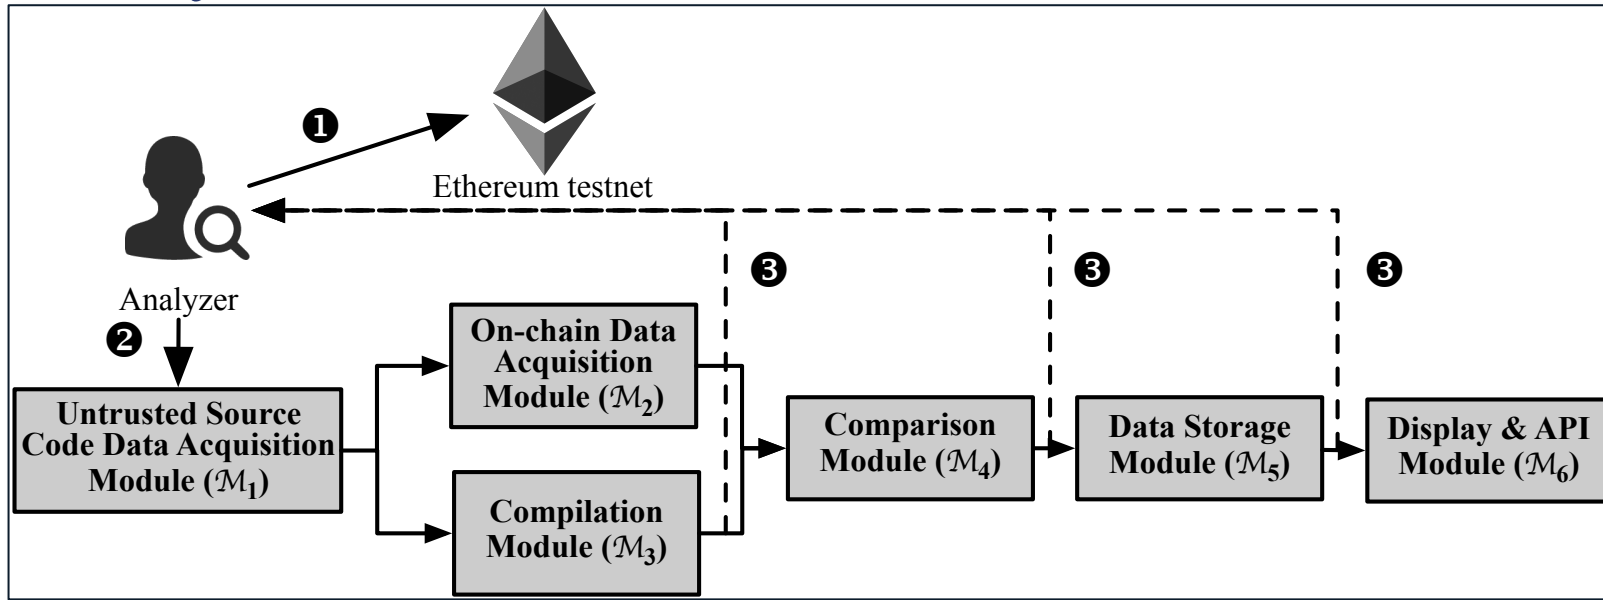 ❶
Ethereum testnet
Analyzer
❷
❸
❸
❸
Untrusted Source
Code Data Acquisition
Module (ℳ1)
On-chain Data
Acquisition
Module (ℳ2)
Compilation
Module (ℳ3)
Comparison
Module (ℳ4)
Data Storage
Module (ℳ5)
Display & API
Module (ℳ6)